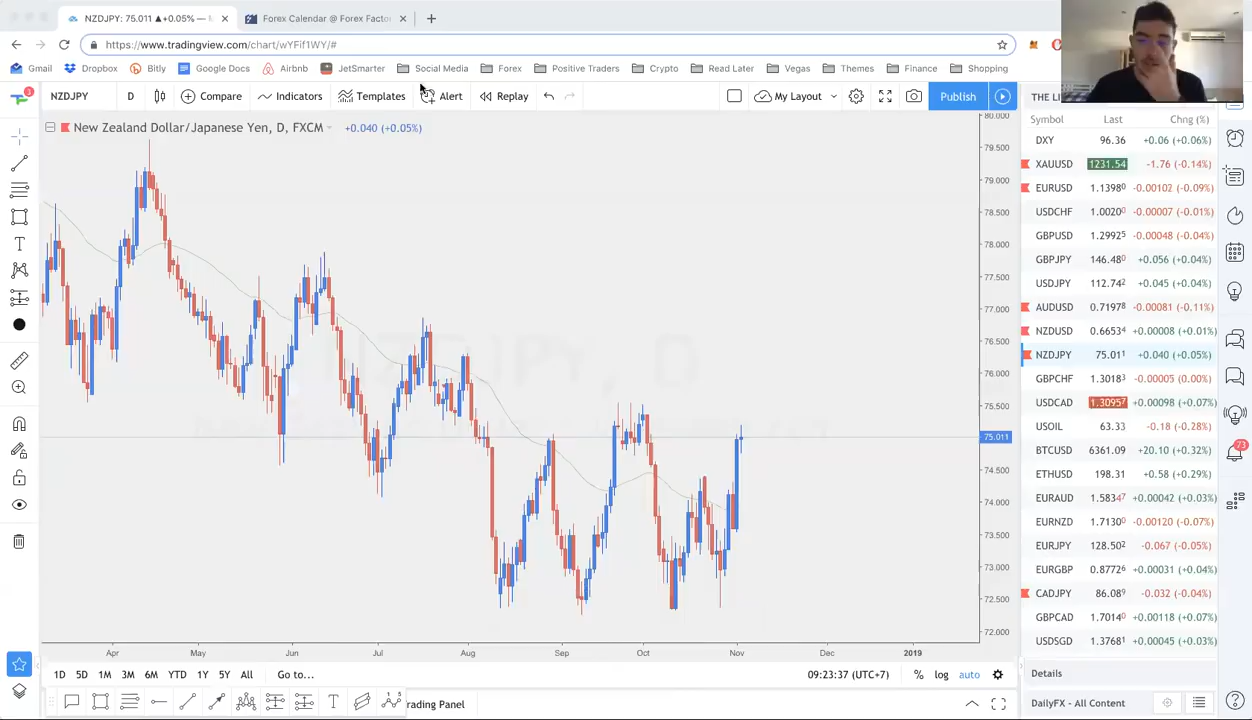 NZDJPY: 75.011 ▲+0.05% —
Forex Calendar @ Forex Facto
https://www.tradingview.com/chart/wYFif1WY/#
Gmail Dropbox Bitly Google Docs Airbnb JetSmarter Social Media Forex Positive Traders Crypto Read Later Vegas Themes Finance Shopping
NZDJPY D Compare Indicators Templates Alert Replay My Layout Publish
New Zealand Dollar/Japanese Yen, D, FXCM +0.040 (+0.05%)
80.000
79.500
79.000
78.500
78.000
77.500
77.000
76.500
76.000
75.500
75.011
74.500
74.000
73.500
73.000
72.500
72.000
Apr May Jun Jul Aug Sep Oct Nov Dec 2019
1D 5D 1M 3M 6M YTD 1Y 5Y All Go to... 09:23:37 (UTC+7) % log auto
rading Panel
THE LI
Symbol Last Chng (%)
DXY 96.36 +0.06 (+0.06%)
XAUUSD 1231.54 -1.76 (-0.14%)
EURUSD 1.13980 -0.00102 (-0.09%)
USDCHF 1.00200 -0.00007 (-0.01%)
GBPUSD 1.29925 -0.00048 (-0.04%)
GBPJPY 146.480 +0.056 (+0.04%)
USDJPY 112.742 +0.045 (+0.04%)
AUDUSD 0.71978 -0.00081 (-0.11%)
NZDUSD 0.66534 +0.00008 (+0.01%)
NZDJPY 75.011 +0.040 (+0.05%)
GBPCHF 1.30183 -0.00005 (0.00%)
USDCAD 1.30957 +0.00098 (+0.07%)
USOIL 63.33 -0.18 (-0.28%)
BTCUSD 6361.09 +20.10 (+0.32%)
ETHUSD 198.31 +0.58 (+0.29%)
EURAUD 1.58347 +0.00042 (+0.03%)
EURNZD 1.71300 -0.00120 (-0.07%)
EURJPY 128.502 -0.067 (-0.05%)
EURGBP 0.87726 +0.00031 (+0.04%)
CADJPY 86.089 -0.032 (-0.04%)
GBPCAD 1.70140 +0.00118 (+0.07%)
USDSGD 1.37681 +0.00045 (+0.03%)
Details
DailyFX - All Content
73